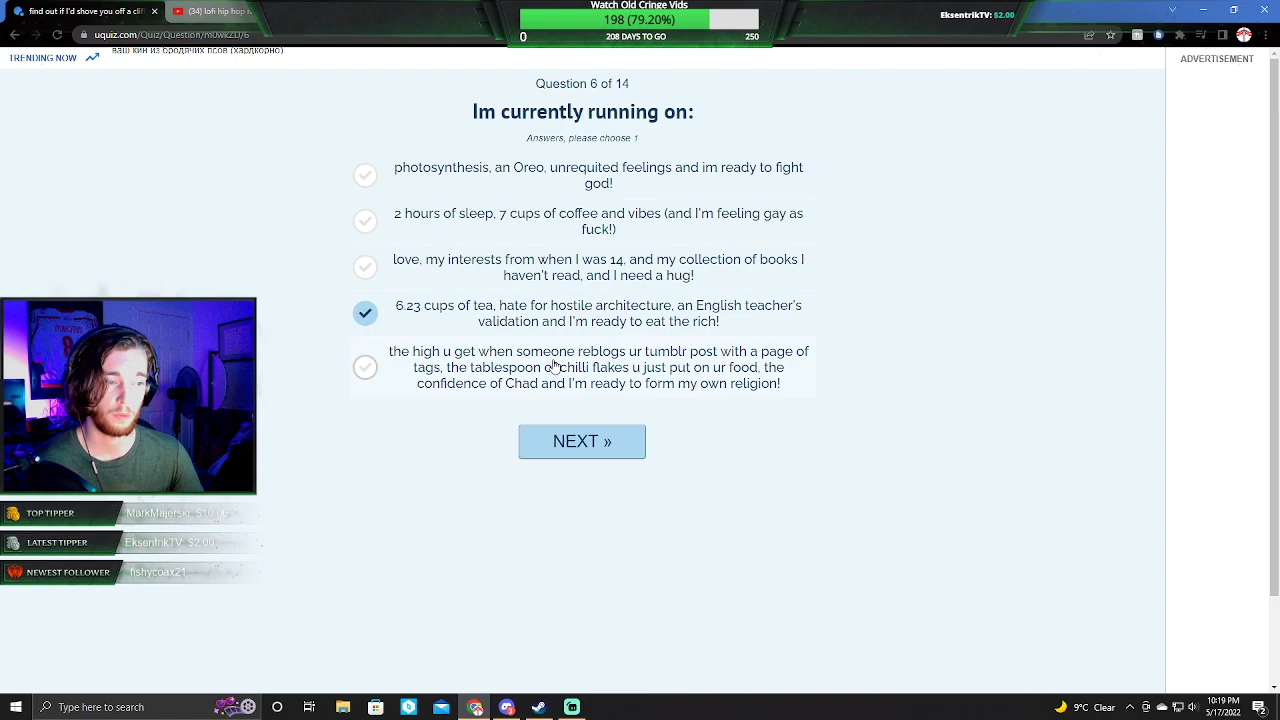 find out if I'd shove you off a clif
(34) lofi hip hop r
Watch Old Cringe Vids
198 (79.20%)
0
208 DAYS TO GO
250
EksentrikTV: $2.00
TRENDING NOW
ваш кин из бродячих псов (хардкорно)
ADVERTISEMENT
Question 6 of 14
Im currently running on:
Answers, please choose 1
photosynthesis, an Oreo, unrequited feelings and im ready to fight
god!
2 hours of sleep, 7 cups of coffee and vibes (and I'm feeling gay as
fuck!)
love, my interests from when I was 14, and my collection of books I
haven't read, and I need a hug!
6.23 cups of tea, hate for hostile architecture, an English teacher's
validation and I'm ready to eat the rich!
the high u get when someone reblogs ur tumblr post with a page of
tags, the tablespoon chilli flakes u just put on ur food, the
confidence of Chad and I'm ready to form my own religion!
NEXT »
TOP TIPPER
MarkMajerski
LATEST TIPPER
EksentrikTV $2.00
NEWEST FOLLOWER
fishycoax21
Type here to search
9°C Clear
10:19 PM
5/17/2022